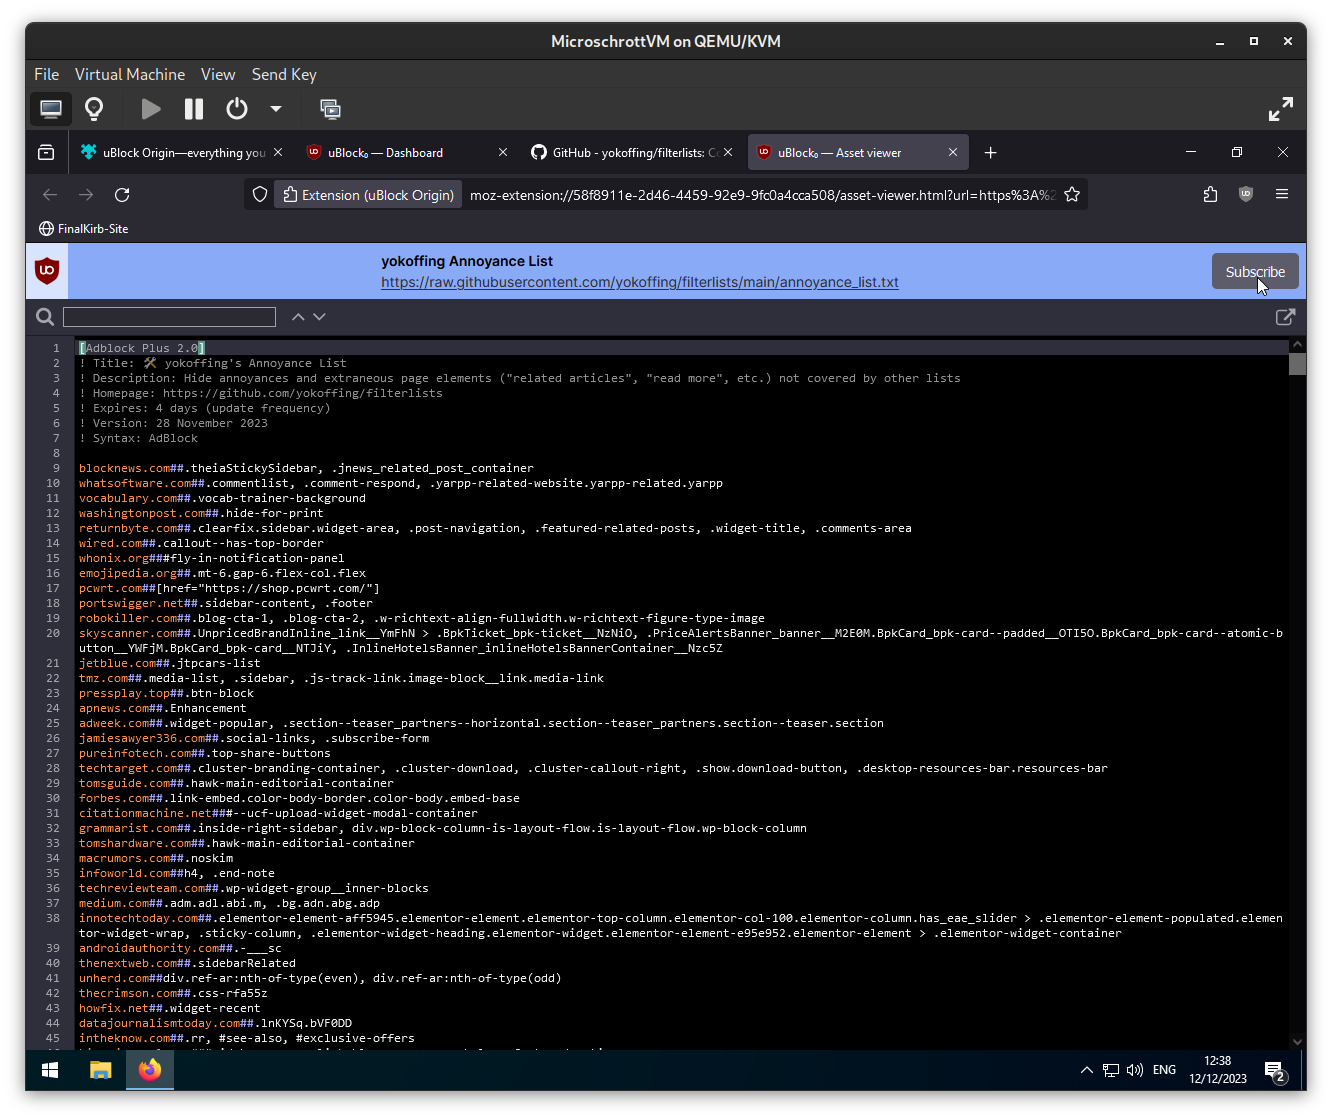 MicroschrottVM on QEMU/KVM
File Virtual Machine View Send Key
uBlock Origin—everything you
uBlock₀ — Dashboard
GitHub - yokoffing/filterlists: Co
uBlock₀ — Asset viewer
Extension (uBlock Origin)
moz-extension://58f8911e-2d46-4459-92e9-9fc0a4cca508/asset-viewer.html?url=https%3A%2
FinalKirb-Site
yokoffing Annoyance List
https://raw.githubusercontent.com/yokoffing/filterlists/main/annoyance_list.txt
Subscribe
1 [Adblock Plus 2.0]
2 ! Title: 🛠 yokoffing's Annoyance List
3 ! Description: Hide annoyances and extraneous page elements ("related articles", "read more", etc.) not covered by other lists
4 ! Homepage: https://github.com/yokoffing/filterlists
5 ! Expires: 4 days (update frequency)
6 ! Version: 28 November 2023
7 ! Syntax: AdBlock
8
9 blocknews.com##.theiaStickySidebar, .jnews_related_post_container
10 whatsoftware.com##.commentlist, .comment-respond, .yarpp-related-website.yarpp-related.yarpp
11 vocabulary.com##.vocab-trainer-background
12 washingtonpost.com##.hide-for-print
13 returnbyte.com##.clearfix.sidebar.widget-area, .post-navigation, .featured-related-posts, .widget-title, .comments-area
14 wired.com##.callout--has-top-border
15 whonix.org###fly-in-notification-panel
16 emojipedia.org##.mt-6.gap-6.flex-col.flex
17 pcwrt.com##[href="https://shop.pcwrt.com/"]
18 portswigger.net##.sidebar-content, .footer
19 robokiller.com##.blog-cta-1, .blog-cta-2, .w-richtext-align-fullwidth.w-richtext-figure-type-image
20 skyscanner.com##.UnpricedBrandInline_link__YmFhN > .BpkTicket_bpk-ticket__NzNiO, .PriceAlertsBanner_banner__M2E0M.BpkCard_bpk-card--padded__OTI5O.BpkCard_bpk-card--atomic-b
utton__YWFjM.BpkCard_bpk-card__NTJiY, .InlineHotelsBanner_inlineHotelsBannerContainer__Nzc5Z
21 jetblue.com##.jtpcars-list
22 tmz.com##.media-list, .sidebar, .js-track-link.image-block__link.media-link
23 pressplay.top##.btn-block
24 apnews.com##.Enhancement
25 adweek.com##.widget-popular, .section--teaser_partners--horizontal.section--teaser_partners.section--teaser.section
26 jamiesawyer336.com##.social-links, .subscribe-form
27 pureinfotech.com##.top-share-buttons
28 techtarget.com##.cluster-branding-container, .cluster-download, .cluster-callout-right, .show.download-button, .desktop-resources-bar.resources-bar
29 tomsguide.com##.hawk-main-editorial-container
30 forbes.com##.link-embed.color-body-border.color-body.embed-base
31 citationmachine.net###--ucf-upload-widget-modal-container
32 grammarist.com##.inside-right-sidebar, div.wp-block-column-is-layout-flow.is-layout-flow.wp-block-column
33 tomshardware.com##.hawk-main-editorial-container
34 macrumors.com##.noskim
35 infoworld.com##h4, .end-note
36 techreviewteam.com##.wp-widget-group__inner-blocks
37 medium.com##.adm.adl.abi.m, .bg.adn.abg.adp
38 innotechtoday.com##.elementor-element-aff5945.elementor-element.elementor-top-column.elementor-col-100.elementor-column.has_eae_slider > .elementor-element-populated.elemen
tor-widget-wrap, .sticky-column, .elementor-widget-heading.elementor-widget.elementor-element-e95e952.elementor-element > .elementor-widget-container
39 androidauthority.com##.-___sc
40 thenextweb.com##.sidebarRelated
41 unherd.com##div.ref-ar:nth-of-type(even), div.ref-ar:nth-of-type(odd)
42 thecrimson.com##.css-rfa55z
43 howfix.net##.widget-recent
44 datajournalismtoday.com##.lnKYSq.bVF0DD
45 intheknow.com##.rr, #see-also, #exclusive-offers
ENG
12:38
12/12/2023
2